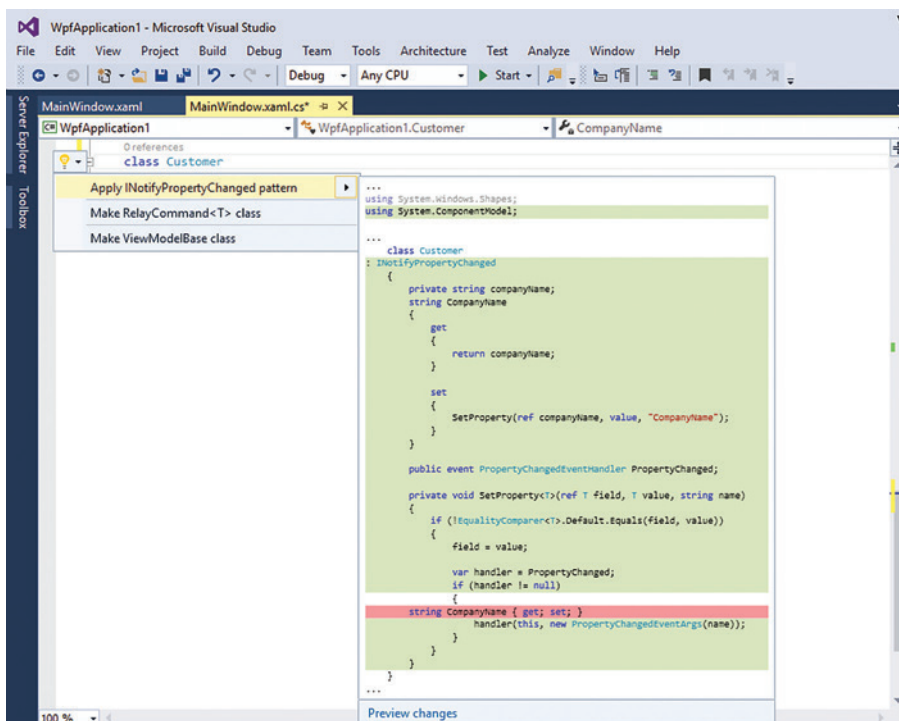 WpfApplication1 - Microsoft Visual Studio
File Edit View Project Build Debug Team Tools Architecture Test Analyze Window Help
Debug Any CPU Start
Server Explorer
Toolbox
MainWindow.xaml MainWindow.xaml.cs*
C# WpfApplication1 WpfApplication1.Customer CompanyName
0 references
class Customer
Apply INotifyPropertyChanged pattern
Make RelayCommand<T> class
Make ViewModelBase class
...
using System.Windows.Shapes;
using System.ComponentModel;
...
class Customer
: INotifyPropertyChanged
{
private string companyName;
string CompanyName
{
get
{
return companyName;
}
set
{
SetProperty(ref companyName, value, "CompanyName");
}
}
public event PropertyChangedEventHandler PropertyChanged;
private void SetProperty<T>(ref T field, T value, string name)
{
if (!EqualityComparer<T>.Default.Equals(field, value))
{
field = value;
var handler = PropertyChanged;
if (handler != null)
{
string CompanyName { get; set; }
handler(this, new PropertyChangedEventArgs(name));
}
}
}
}
...
Preview changes
100 %